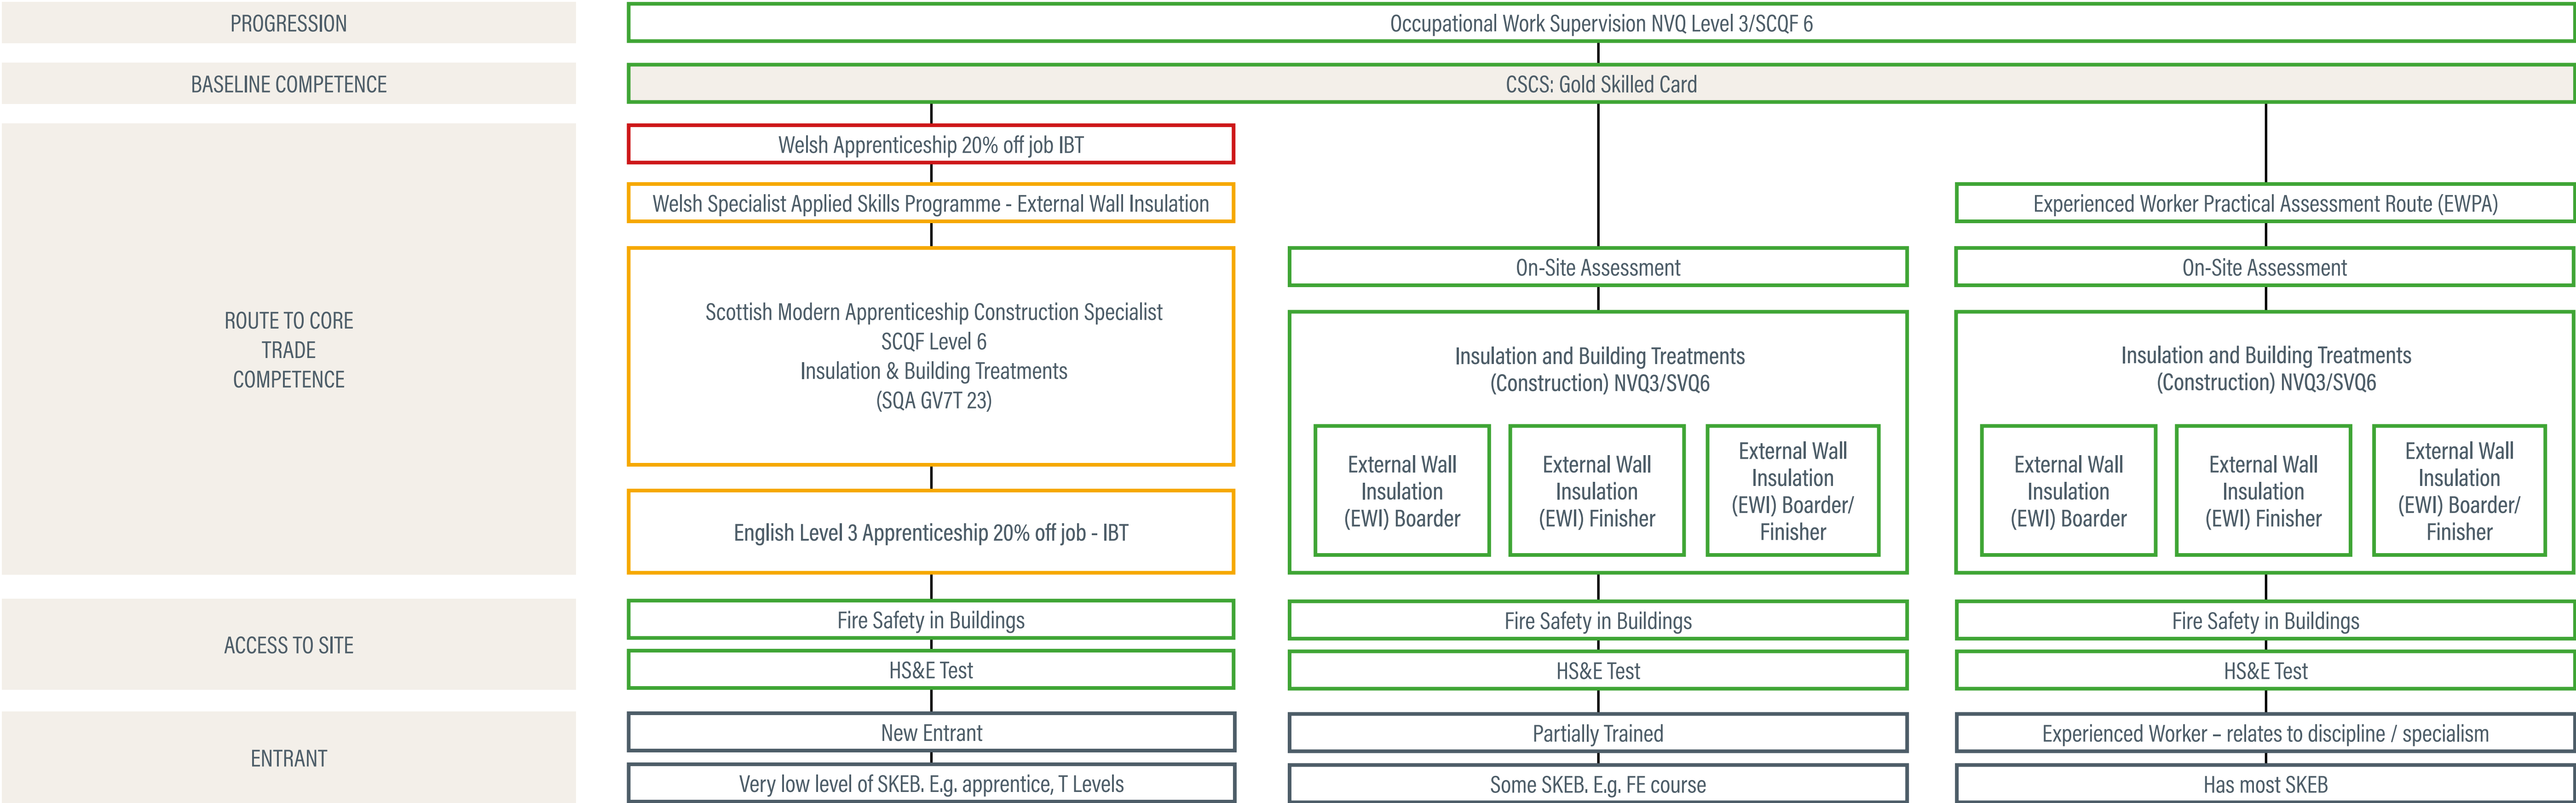 PROGRESSION
Occupational Work Supervision NVQ Level 3/SCQF 6
BASELINE COMPETENCE
CSCS: Gold Skilled Card
ROUTE TO CORE
TRADE
COMPETENCE
Welsh Apprenticeship 20% off job IBT
Welsh Specialist Applied Skills Programme - External Wall Insulation
Scottish Modern Apprenticeship Construction Specialist
SCQF Level 6
Insulation & Building Treatments
(SQA GV7T 23)
English Level 3 Apprenticeship 20% off job - IBT
On-Site Assessment
Insulation and Building Treatments
(Construction) NVQ3/SVQ6
External Wall
Insulation
(EWI) Boarder
External Wall
Insulation
(EWI) Finisher
External Wall
Insulation
(EWI) Boarder/
Finisher
Experienced Worker Practical Assessment Route (EWPA)
On-Site Assessment
Insulation and Building Treatments
(Construction) NVQ3/SVQ6
External Wall
Insulation
(EWI) Boarder
External Wall
Insulation
(EWI) Finisher
External Wall
Insulation
(EWI) Boarder/
Finisher
ACCESS TO SITE
Fire Safety in Buildings
HS&E Test
Fire Safety in Buildings
HS&E Test
Fire Safety in Buildings
HS&E Test
ENTRANT
New Entrant
Very low level of SKEB. E.g. apprentice, T Levels
Partially Trained
Some SKEB. E.g. FE course
Experienced Worker – relates to discipline / specialism
Has most SKEB